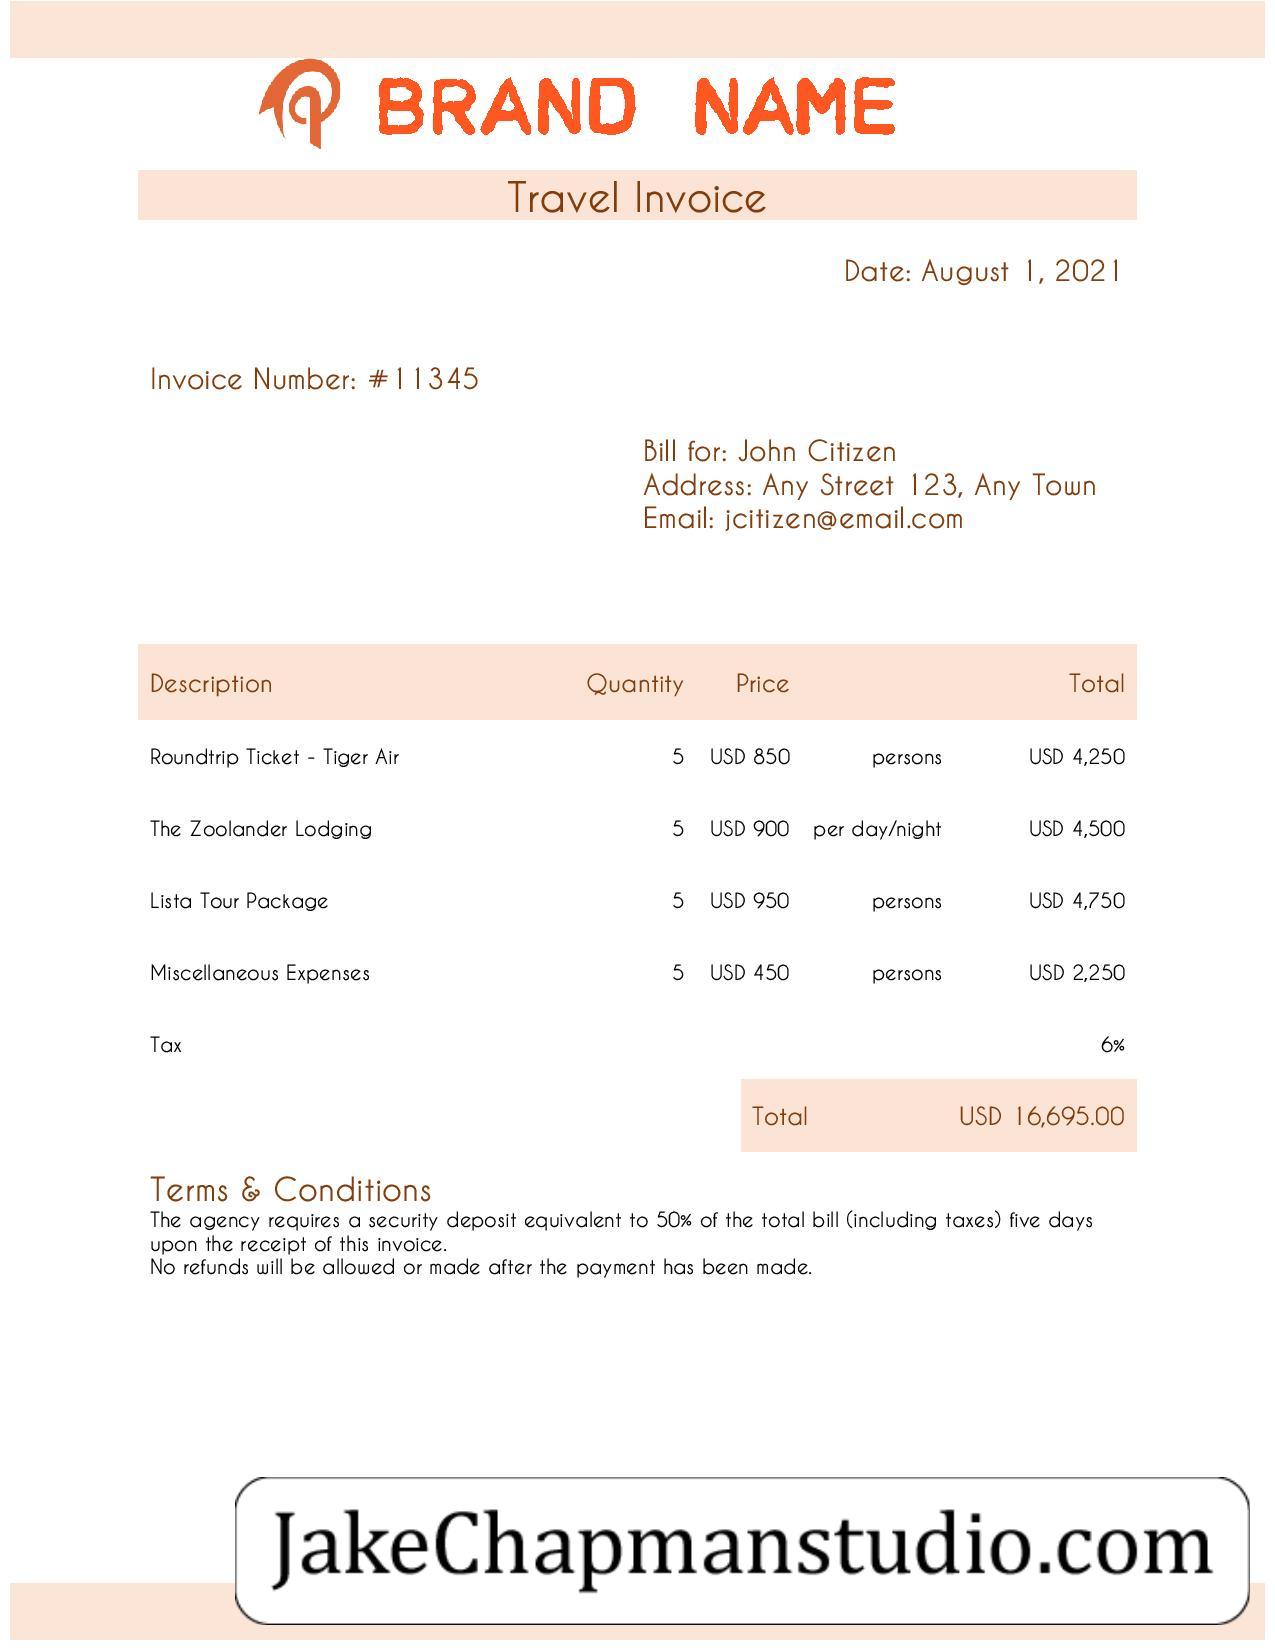 BRAND NAME
Travel Invoice
Date: August 1, 2021
Invoice Number: #11345
Bill for: John Citizen
Address: Any Street 123, Any Town
Email: jcitizen@email.com
Description Quantity Price Total
Roundtrip Ticket - Tiger Air 5 USD 850 persons USD 4,250
The Zoolander Lodging 5 USD 900 per day/night USD 4,500
Lista Tour Package 5 USD 950 persons USD 4,750
Miscellaneous Expenses 5 USD 450 persons USD 2,250
Tax 6%
Total USD 16,695.00
Terms & Conditions
The agency requires a security deposit equivalent to 50% of the total bill (including taxes) five days
upon the receipt of this invoice.
No refunds will be allowed or made after the payment has been made.
JakeChapmanstudio.com